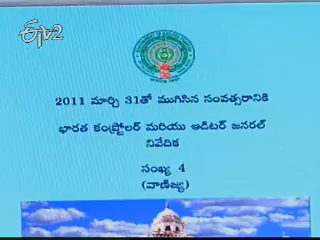 ETV2
2011 మార్చి 31తో ముగిసిన సంవత్సరానికి
భారత కంప్ట్రోలర్ మరియు ఆడిటర్ జనరల్
నివేదిక
సంఖ్య 4
(వాణిజ్య)